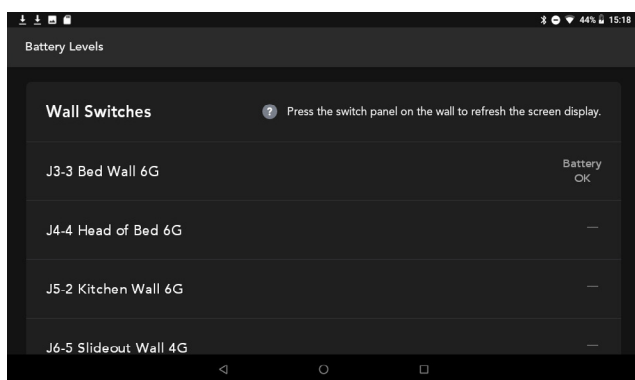 44% 15:18
Battery Levels
Wall Switches
? Press the switch panel on the wall to refresh the screen display.
J3-3 Bed Wall 6G
Battery
OK
J4-4 Head of Bed 6G
—
J5-2 Kitchen Wall 6G
—
J6-5 Slideout Wall 4G
—